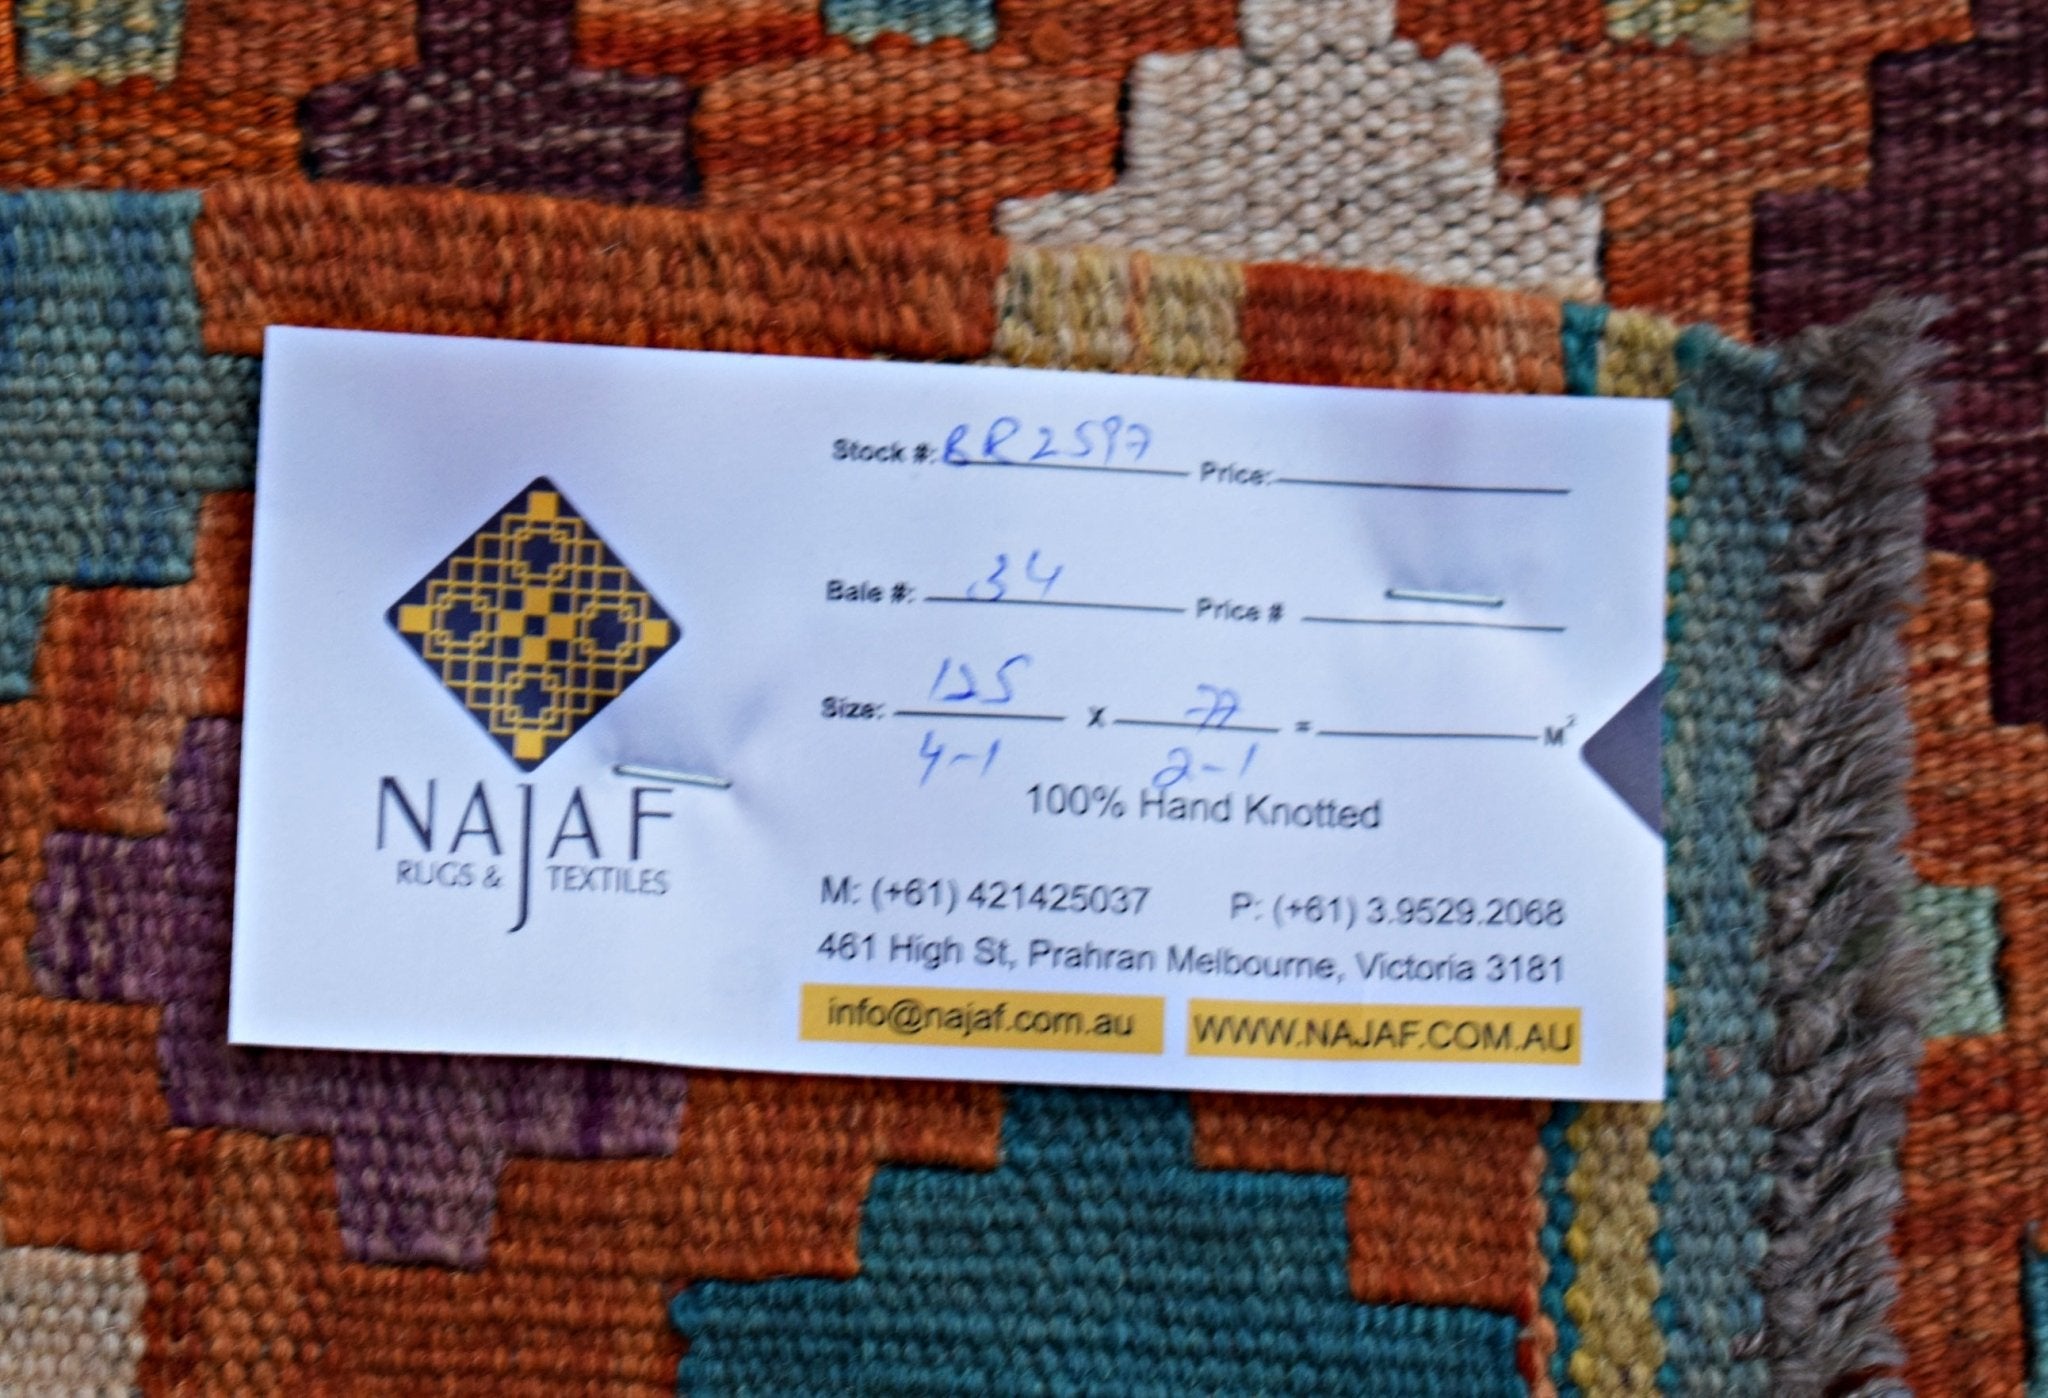 NAJAF
RUGS & TEXTILES
Stock #: BR2597 Price:
Bale #: 34 Price #
Size: 125 X 77 = M²
4-1 2-1
100% Hand Knotted
M: (+61) 421425037 P: (+61) 3.9529.2068
461 High St, Prahran Melbourne, Victoria 3181
info@najaf.com.au WWW.NAJAF.COM.AU